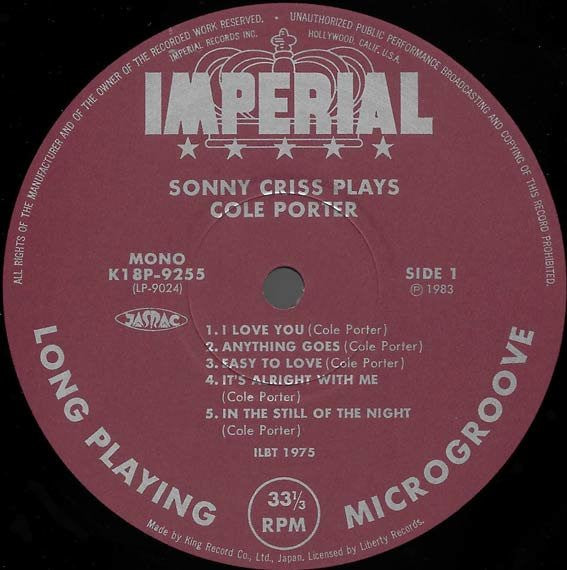 ALL RIGHTS OF THE MANUFACTURER AND OF THE OWNER OF THE RECORDED WORK RESERVED. • UNAUTHORIZED PUBLIC PERFORMANCE BROADCASTING AND COPYING OF THIS RECORD PROHIBITED.
IMPERIAL RECORDS INC. HOLLYWOOD, CALIF. U.S.A.
IMPERIAL
SONNY CRISS PLAYS
COLE PORTER
MONO
K18P-9255
(LP-9024)
JASRAC
SIDE 1
Ⓟ 1983
1. I LOVE YOU (Cole Porter)
2. ANYTHING GOES (Cole Porter)
3. EASY TO LOVE (Cole Porter)
4. IT'S ALRIGHT WITH ME
(Cole Porter)
5. IN THE STILL OF THE NIGHT
(Cole Porter)
ILBT 1975
LONG PLAYING
33⅓
RPM
MICROGROOVE
Made by King Record Co., Ltd., Japan. Licensed by Liberty Records.